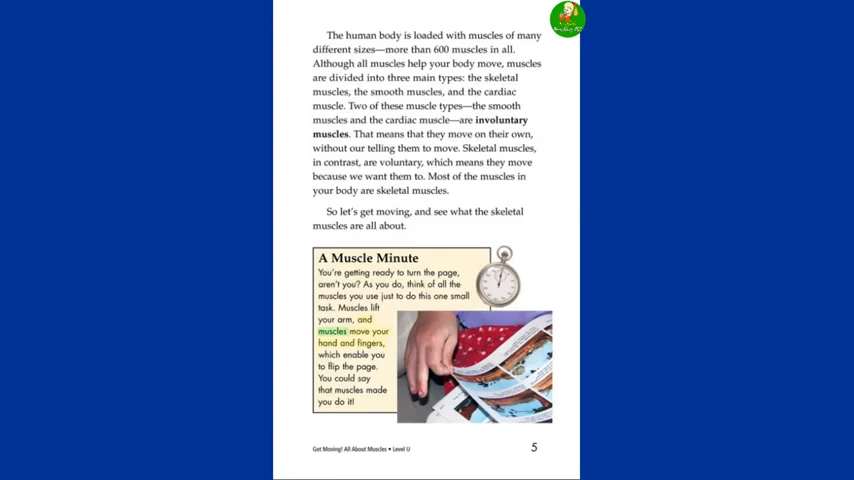 The human body is loaded with muscles of many
different sizes—more than 600 muscles in all.
Although all muscles help your body move, muscles
are divided into three main types: the skeletal
muscles, the smooth muscles, and the cardiac
muscle. Two of these muscle types—the smooth
muscles and the cardiac muscle—are involuntary
muscles. That means that they move on their own,
without our telling them to move. Skeletal muscles,
in contrast, are voluntary, which means they move
because we want them to. Most of the muscles in
your body are skeletal muscles.
So let's get moving, and see what the skeletal
muscles are all about.
A Muscle Minute
You're getting ready to turn the page,
aren't you? As you do, think of all the
muscles you use just to do this one small
task. Muscles lift
your arm, and
muscles move your
hand and fingers,
which enable you
to flip the page.
You could say
that muscles made
you do it!
Get Moving! All About Muscles • Level U
5